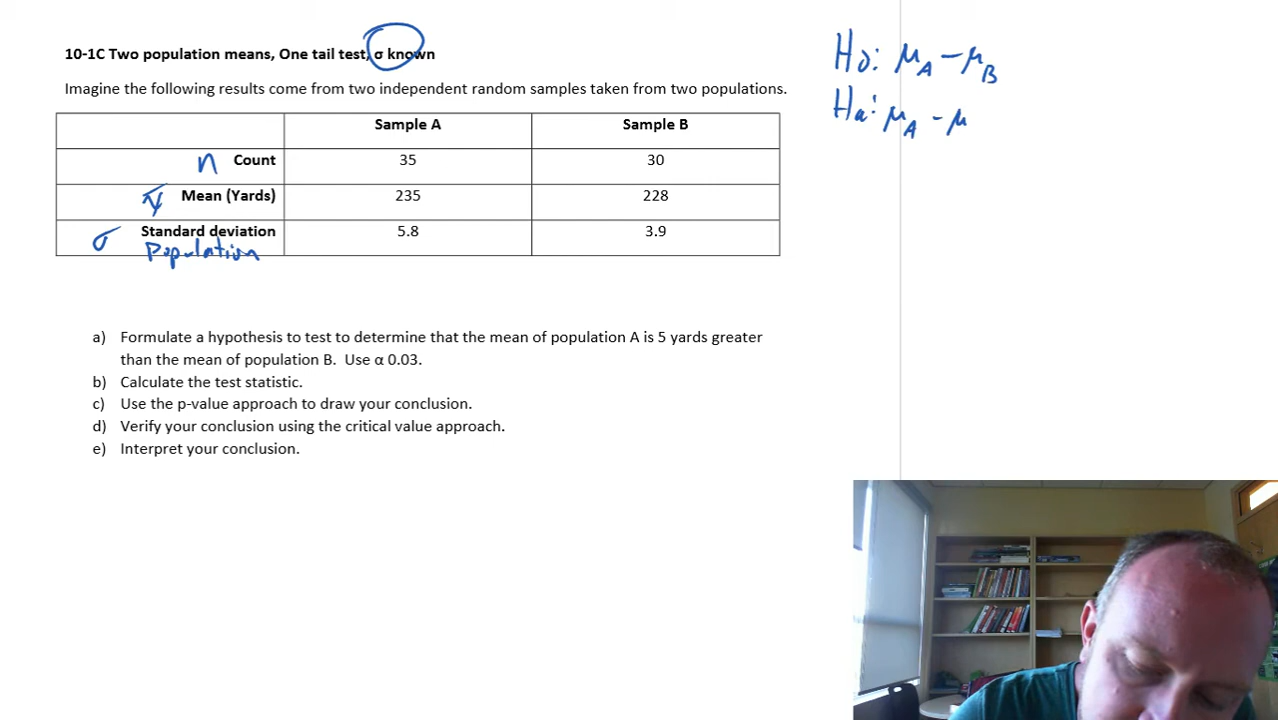 10-1C Two population means, One tail test, σ known
Imagine the following results come from two independent random samples taken from two populations.
Sample A Sample B
n Count 35 30
x̄ Mean (Yards) 235 228
σ Standard deviation 5.8 3.9
Population
a) Formulate a hypothesis to test to determine that the mean of population A is 5 yards greater
than the mean of population B. Use α 0.03.
b) Calculate the test statistic.
c) Use the p-value approach to draw your conclusion.
d) Verify your conclusion using the critical value approach.
e) Interpret your conclusion.
Ho: μA - μB
Ha: μA - μ